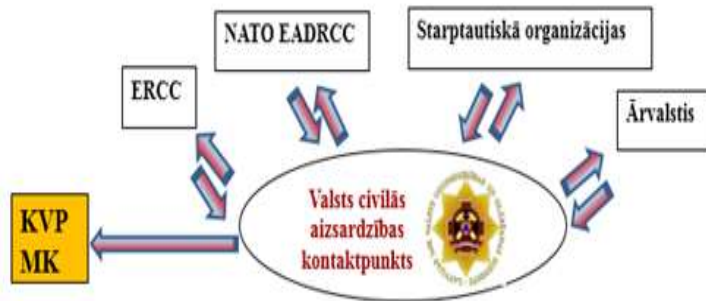 NATO EADRCC
Starptautiskā organizācijas
ERCC
Ārvalstis
Valsts civilās
aizsardzības
kontaktpunkts
KVP
MK